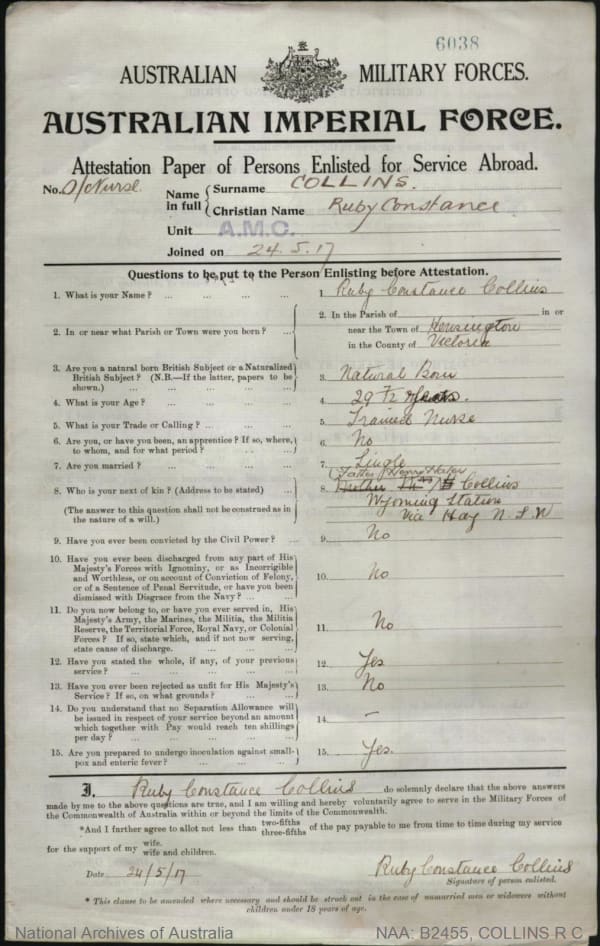 6038
AUSTRALIAN MILITARY FORCES.
AUSTRALIAN IMPERIAL FORCE.
Attestation Paper of Persons Enlisted for Service Abroad.
No. S/Nurse
Name in full { Surname COLLINS.
Christian Name Ruby Constance
Unit A.M.C.
Joined on 24.5.17
Questions to be put to the Person Enlisting before Attestation.
1. What is your Name? ... ... ... ... 1. Ruby Constance Collins
2. In or near what Parish or Town were you born? ... 2. In the Parish of in or
near the Town of Kensington
in the County of Victoria
3. Are you a natural born British Subject or a Naturalized
British Subject? (N.B.—If the latter, papers to be
shown.) ... ... ... ... 3. Natural Born
4. What is your Age? ... ... ... ... 4. 29 7/12 Years.
5. What is your Trade or Calling? ... ... ... 5. Trained Nurse
6. Are you, or have you been, an apprentice? If so, where,
to whom, and for what period? ... ... 6. No
7. Are you married? ... ... ... ... 7. Single
8. Who is your next of kin? (Address to be stated) ... 8. Father Henry
Collins
(The answer to this question shall not be construed as in
the nature of a will.)
Wyoming Station
Via Hay N.S.W
9. Have you ever been convicted by the Civil Power? ... 9. No
10. Have you ever been discharged from any part of His
Majesty's Forces with Ignominy, or as Incorrigible
and Worthless, or on account of Conviction of Felony,
or of a Sentence of Penal Servitude, or have you been
dismissed with Disgrace from the Navy? ... ... 10. No
11. Do you now belong to, or have you ever served in, His
Majesty's Army, the Marines, the Militia, the Militia
Reserve, the Territorial Force, Royal Navy, or Colonial
Forces? If so, state which, and if not now serving,
state cause of discharge. ... ... ... 11. No
12. Have you stated the whole, if any, of your previous
service? ... ... ... ... 12. Yes
13. Have you ever been rejected as unfit for His Majesty's
Service? If so, on what grounds? ... ... 13. No
14. Do you understand that no Separation Allowance will
be issued in respect of your service beyond an amount
which together with Pay would reach ten shillings
per day? ... ... ... ... 14. –
15. Are you prepared to undergo inoculation against small-
pox and enteric fever? ... ... ... 15. Yes.
I, Ruby Constance Collins do solemnly declare that the above answers
made by me to the above questions are true, and I am willing and hereby voluntarily agree to serve in the Military Forces of
the Commonwealth of Australia within or beyond the limits of the Commonwealth.
*And I further agree to allot not less than two-fifths three-fifths of the pay payable to me from time to time during my service
for the support of my wife. wife and children.
Date 24/5/17
Ruby Constance Collins
Signature of person enlisted.
* This clause to be amended where necessary and should be struck out in the case of unmarried men or widowers without
children under 18 years of age.
National Archives of Australia
NAA: B2455, COLLINS R C